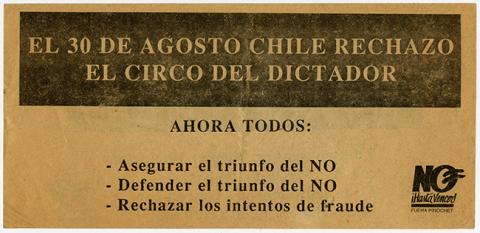 EL 30 DE AGOSTO CHILE RECHAZO
EL CIRCO DEL DICTADOR
AHORA TODOS:
- Asegurar el triunfo del NO
- Defender el triunfo del NO
- Rechazar los intentos de fraude
NO
¡Hasta Vencer!
FUERA PINOCHET